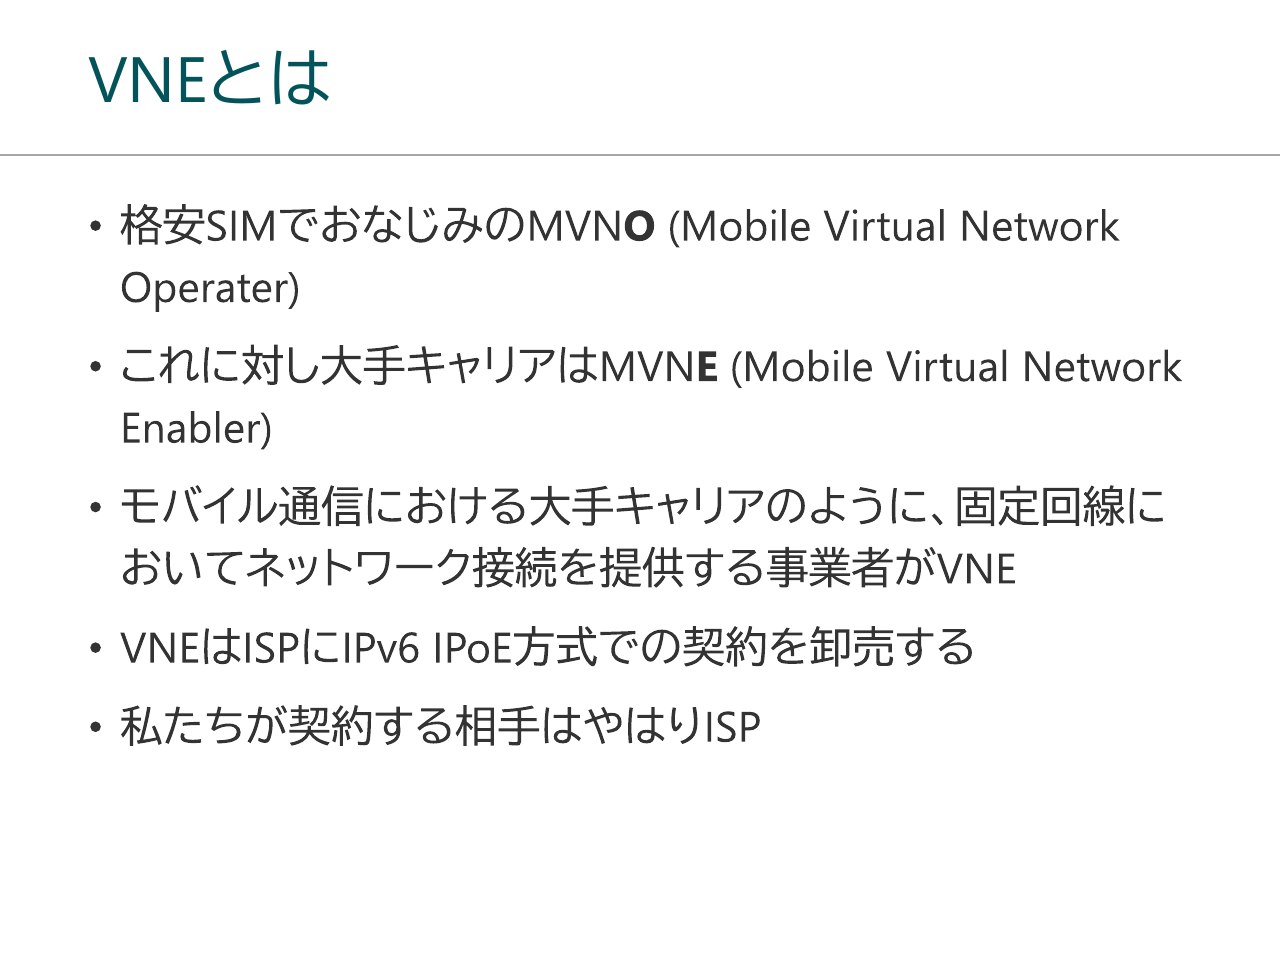 VNEとは
• 格安SIMでおなじみのMVNO (Mobile Virtual Network
Operater)
• これに対し大手キャリアはMVNE (Mobile Virtual Network
Enabler)
• モバイル通信における大手キャリアのように、固定回線に
おいてネットワーク接続を提供する事業者がVNE
• VNEはISPにIPv6 IPoE方式での契約を卸売する
• 私たちが契約する相手はやはりISP